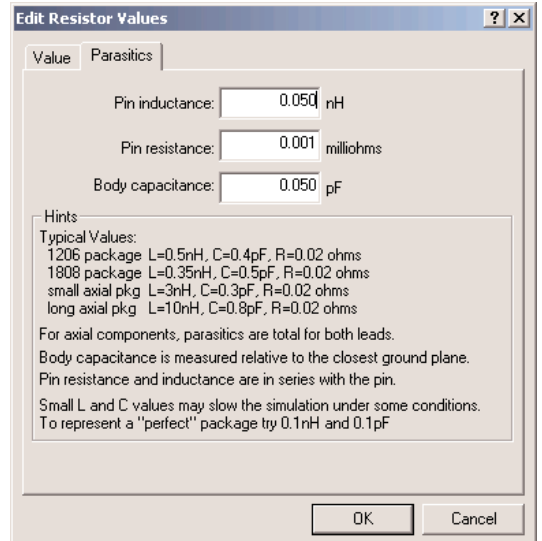 Edit Resistor Values
Value Parasitics
Pin inductance: 0.050 nH
Pin resistance: 0.001 milliohms
Body capacitance: 0.050 pF
Hints
Typical Values:
1206 package L=0.5nH, C=0.4pF, R=0.02 ohms
1808 package L=0.35nH, C=0.5pF, R=0.02 ohms
small axial pkg L=3nH, C=0.3pF, R=0.02 ohms
long axial pkg L=10nH, C=0.8pF, R=0.02 ohms
For axial components, parasitics are total for both leads.
Body capacitance is measured relative to the closest ground plane.
Pin resistance and inductance are in series with the pin.
Small L and C values may slow the simulation under some conditions.
To represent a "perfect" package try 0.1nH and 0.1pF
OK Cancel